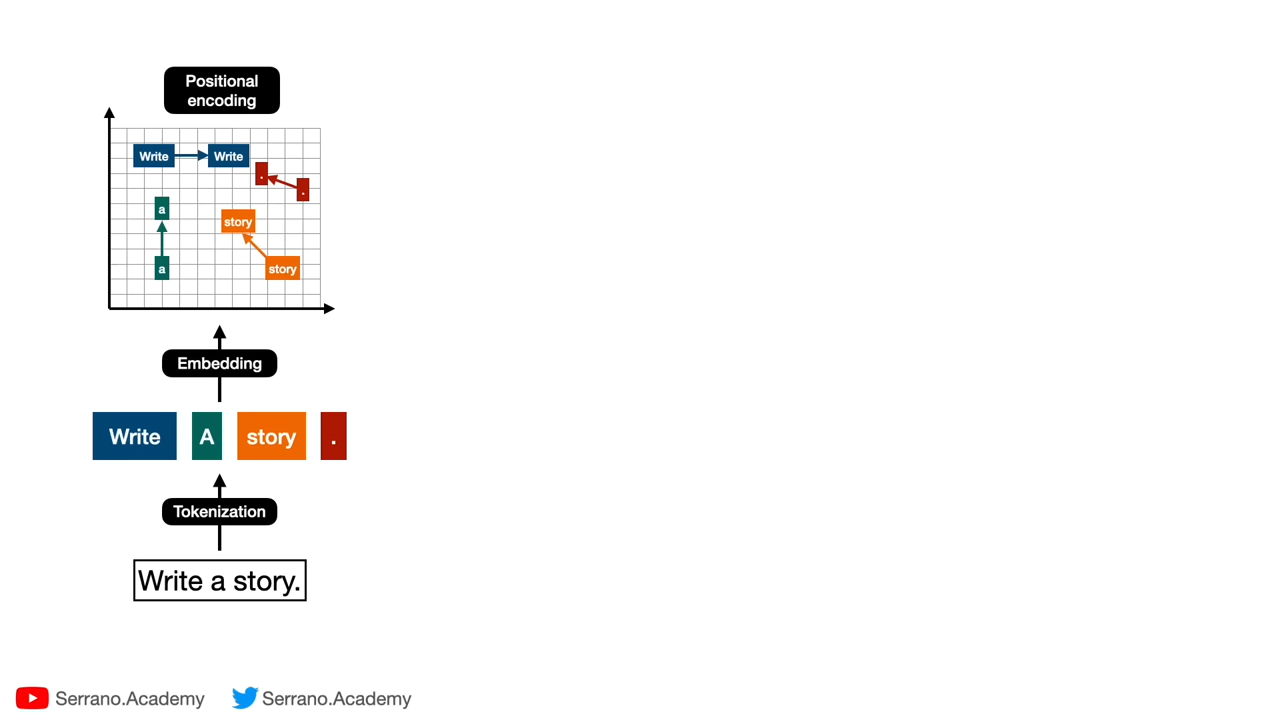 Positional
encoding
Write Write
.
.
a
story
a
story
Embedding
Write A story .
Tokenization
Write a story.
Serrano.Academy Serrano.Academy